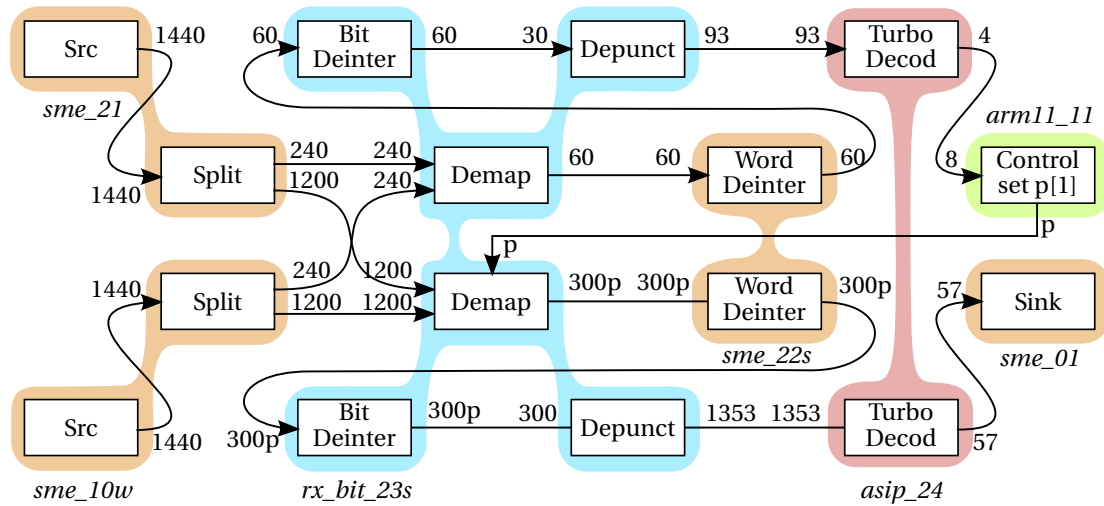 1440
60
Bit
Deinter
60
30
Depunct
93
93
Turbo
Decod
4
Src
sme_21
arm11_11
1440
Split
240
1200
240
240
Demap
60
60
Word
Deinter
60
8
Control
set p[1]
p
p
1440
Split
240
1200
1200
1200
Demap
300p
300p
Word
Deinter
300p
57
Sink
sme_22s
sme_01
Src
1440
300p
Bit
Deinter
300p
300
Depunct
1353
1353
Turbo
Decod
57
sme_10w
rx_bit_23s
asip_24